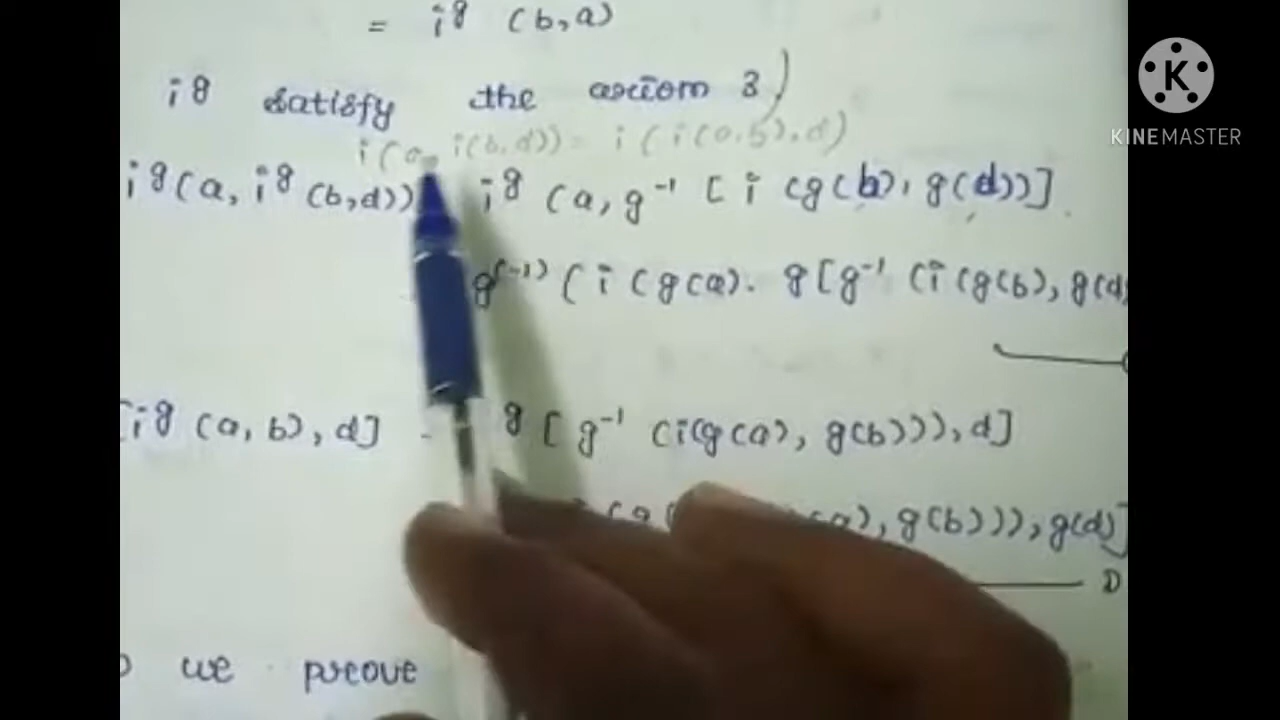 = i^g (b,a)
i^g satisfy the axiom 3)
i(a, i(b,d)) = i(i(a,b),d)
i^g(a, i^g (b,d)) i^g (a, g^-1 [i (g(b), g(d))]
g^(-1) (i (g(a). g[g^-1 (i(g(b), g(d)
[i^g (a, b), d] g [g^-1 (i(g(a), g(b))), d]
(g(a), g(b))), g(d)]
D
we prove
K
KINEMASTER